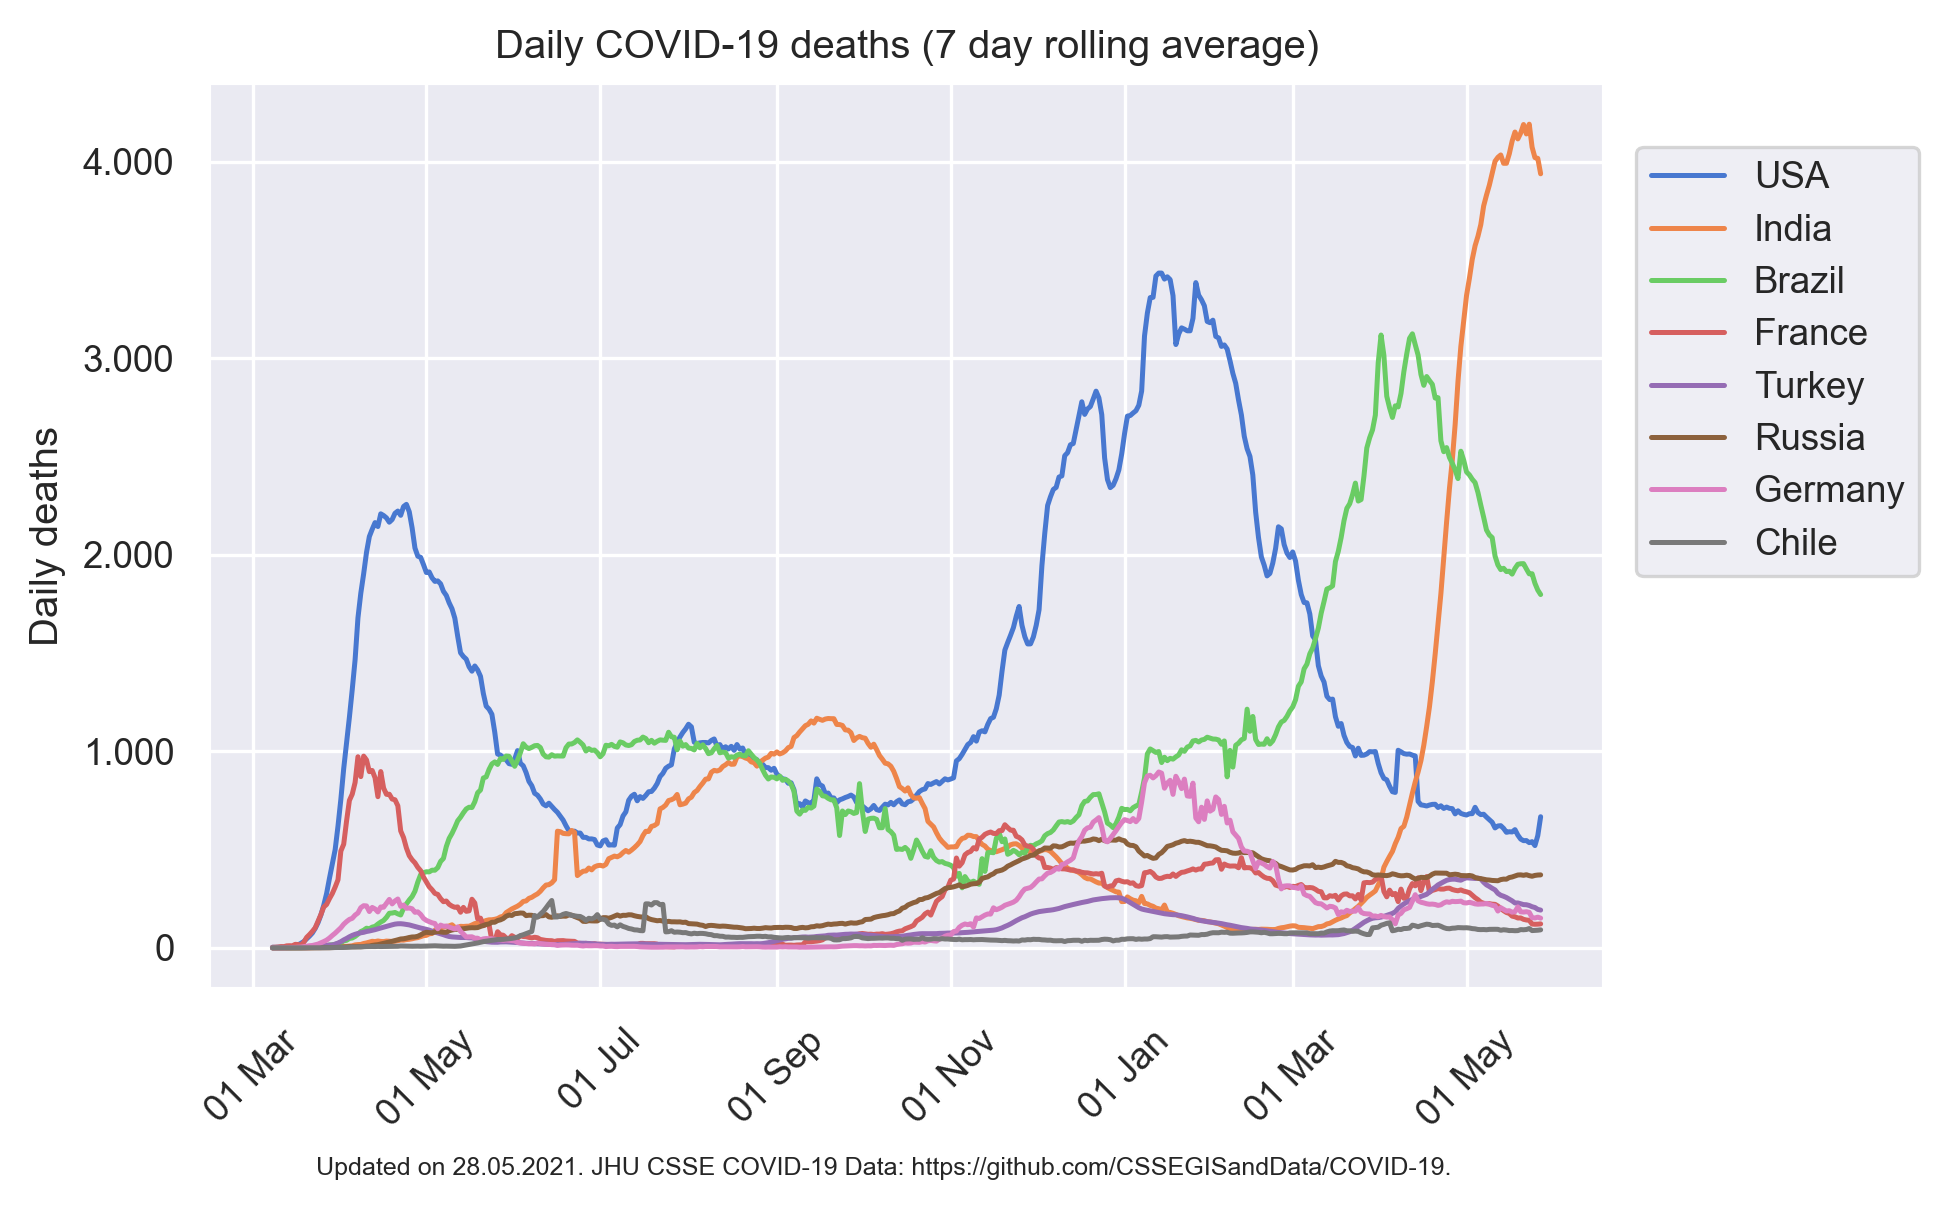 Daily COVID-19 deaths (7 day rolling average)
Daily deaths
4.000
3.000
2.000
1.000
0
01 Mar
01 May
01 Jul
01 Sep
01 Nov
01 Jan
01 Mar
01 May
USA
India
Brazil
France
Turkey
Russia
Germany
Chile
Updated on 28.05.2021. JHU CSSE COVID-19 Data: https://github.com/CSSEGISandData/COVID-19.